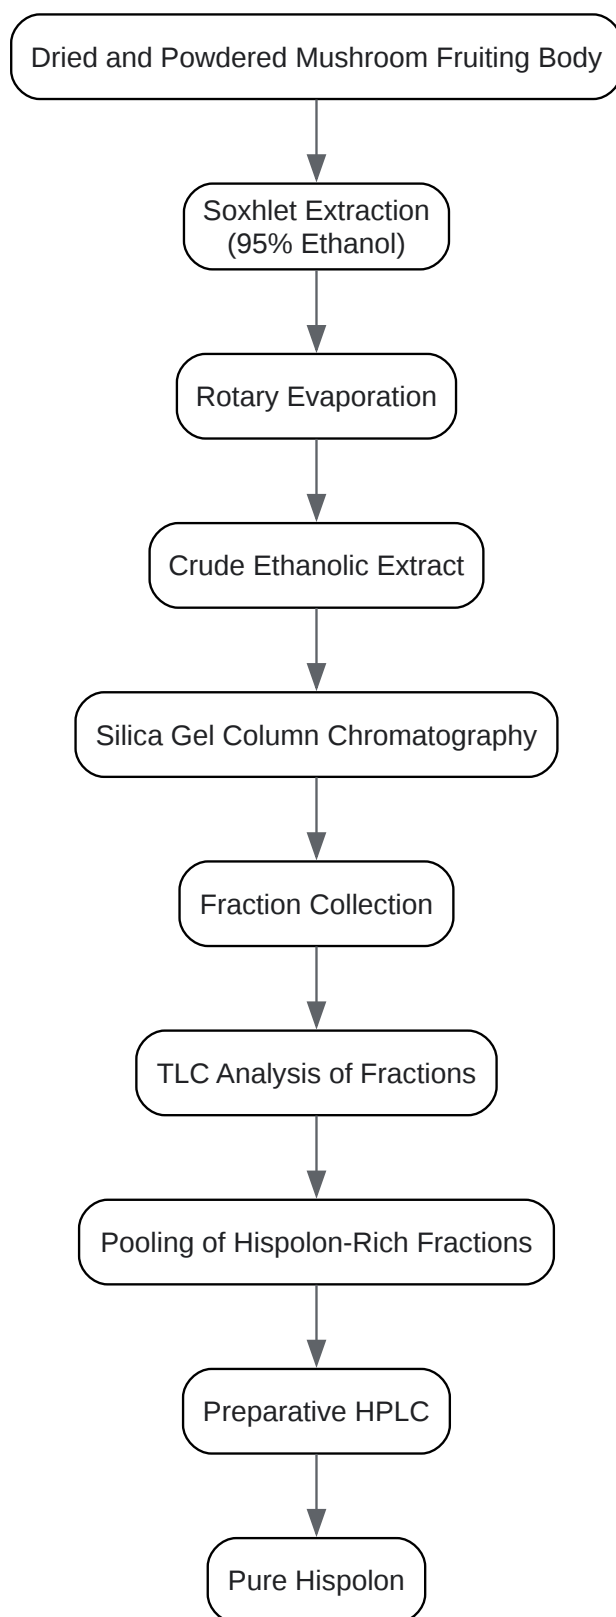 Dried and Powdered Mushroom Fruiting Body
Soxhlet Extraction
(95% Ethanol)
Rotary Evaporation
Crude Ethanolic Extract
Silica Gel Column Chromatography
Fraction Collection
TLC Analysis of Fractions
Pooling of Hispolon-Rich Fractions
Preparative HPLC
Pure Hispolon